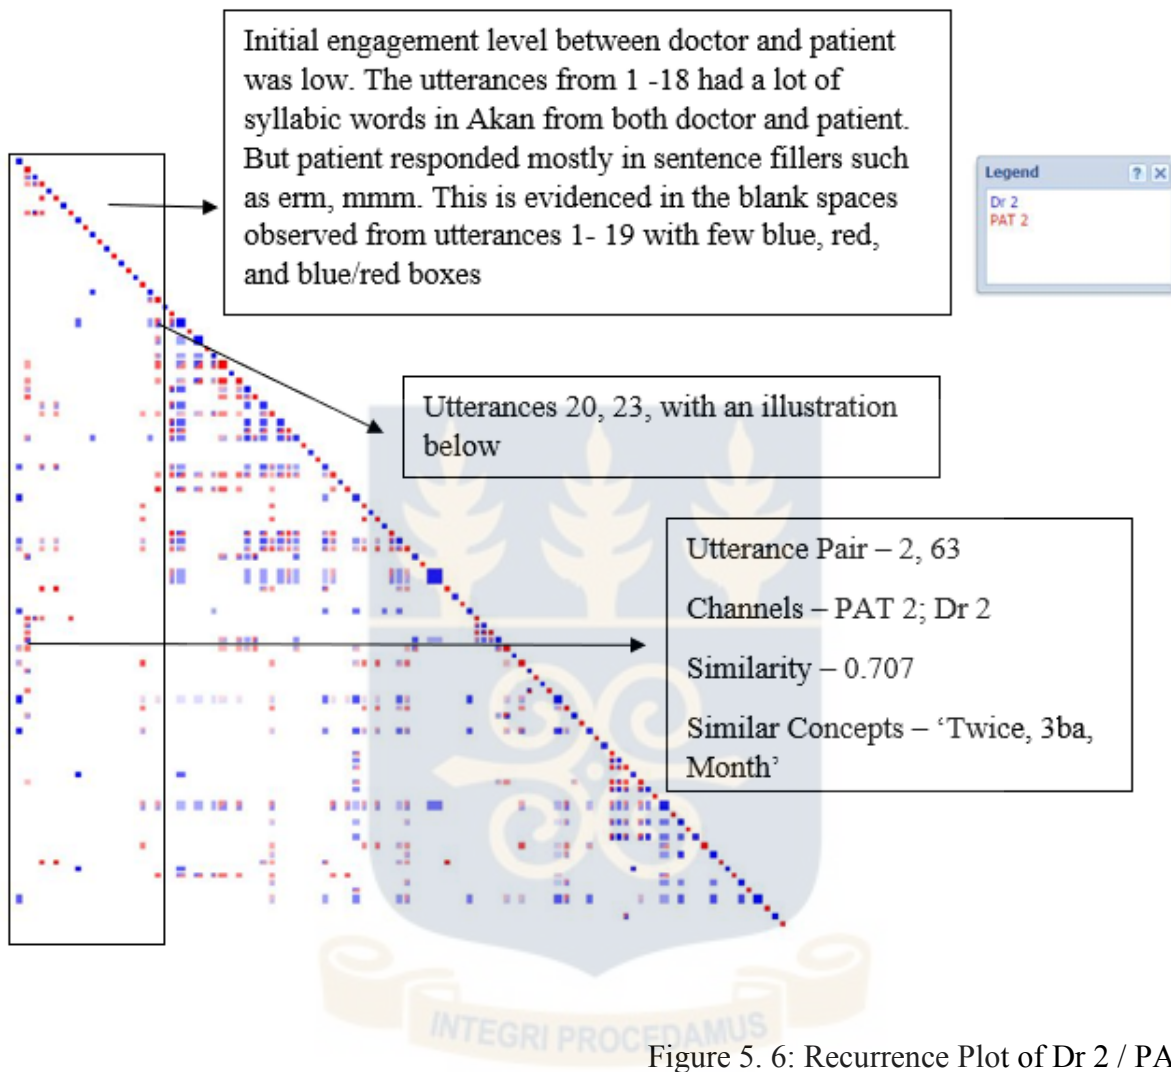 Initial engagement level between doctor and patient
was low. The utterances from 1 -18 had a lot of
syllabic words in Akan from both doctor and patient.
But patient responded mostly in sentence fillers such
as erm, mmm. This is evidenced in the blank spaces
observed from utterances 1- 19 with few blue, red,
and blue/red boxes
Legend ? X
Dr 2
PAT 2
Utterances 20, 23, with an illustration
below
Utterance Pair – 2, 63
Channels – PAT 2; Dr 2
Similarity – 0.707
Similar Concepts – ‘Twice, 3ba,
Month’
INTEGRI PROCEDAMUS
Figure 5. 6: Recurrence Plot of Dr 2 / PA